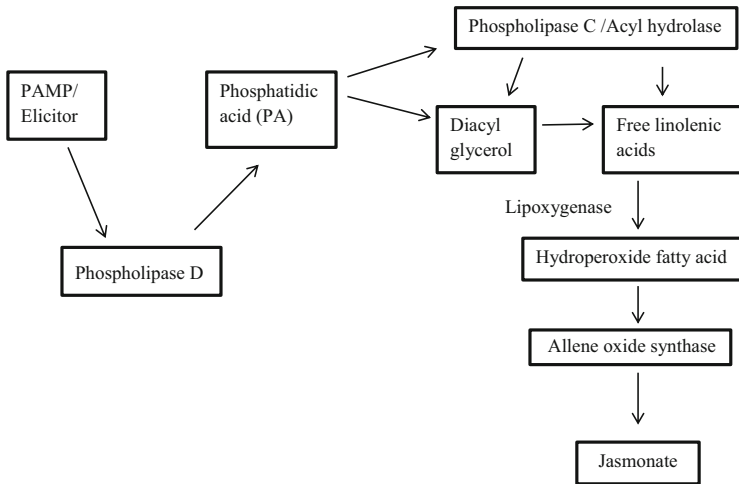 Phospholipase C /Acyl hydrolase
PAMP/
Elicitor
Phosphatidic
acid (PA)
Diacyl
glycerol
Free linolenic
acids
Lipoxygenase
Phospholipase D
Hydroperoxide fatty acid
Allene oxide synthase
Jasmonate